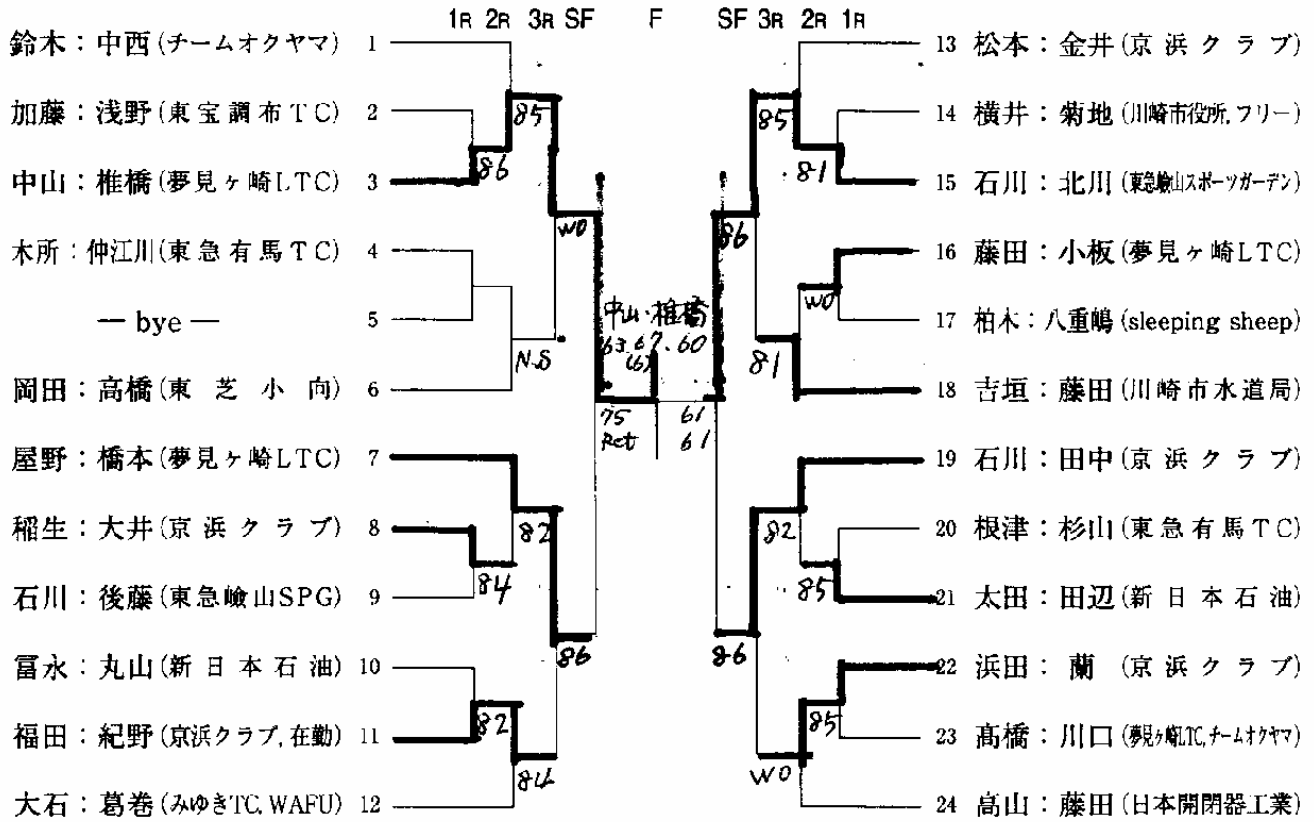 1R 2R 3R SF F SF 3R 2R 1R
鈴木：中西(チームオクヤマ) 1
加藤：浅野(東宝調布TC) 2
中山：椎橋(夢見ヶ崎LTC) 3
木所：仲江川(東急有馬TC) 4
— bye — 5
岡田：高橋(東芝小向) 6
屋野：橋本(夢見ヶ崎LTC) 7
稲生：大井(京浜クラブ) 8
石川：後藤(東急嶮山SPG) 9
冨永：丸山(新日本石油) 10
福田：紀野(京浜クラブ,在勤) 11
大石：葛巻(みゆきTC,WAFU) 12
86
85
WO
N.S
84
82
82
84
86
中山・椎橋
63.67.60
(6)
75
Ret
61
61
13 松本：金井(京浜クラブ)
14 横井：菊地(川崎市役所,フリー)
15 石川：北川(東急嶮山スポーツガーデン)
16 藤田：小板(夢見ヶ崎LTC)
17 柏木：八重嶋(sleeping sheep)
18 吉垣：藤田(川崎市水道局)
19 石川：田中(京浜クラブ)
20 根津：杉山(東急有馬TC)
21 太田：田辺(新日本石油)
22 浜田：蘭(京浜クラブ)
23 髙橋：川口(夢見ヶ崎LTC,チームオクヤマ)
24 高山：藤田(日本開閉器工業)
85
81
86
WO
81
82
85
86
85
WO